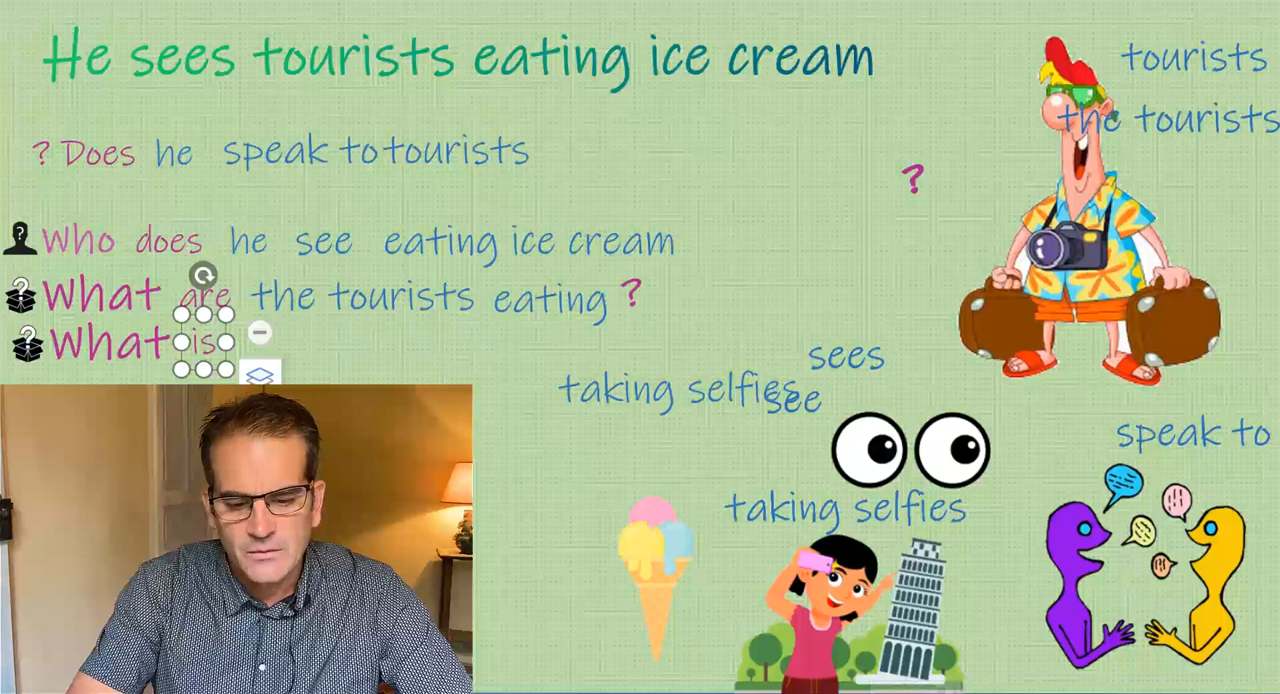 He sees tourists eating ice cream
tourists
the tourists
? Does he speak to tourists
?
Who does he see eating ice cream
What are the tourists eating ?
What is
sees
taking selfies
see
speak to
taking selfies